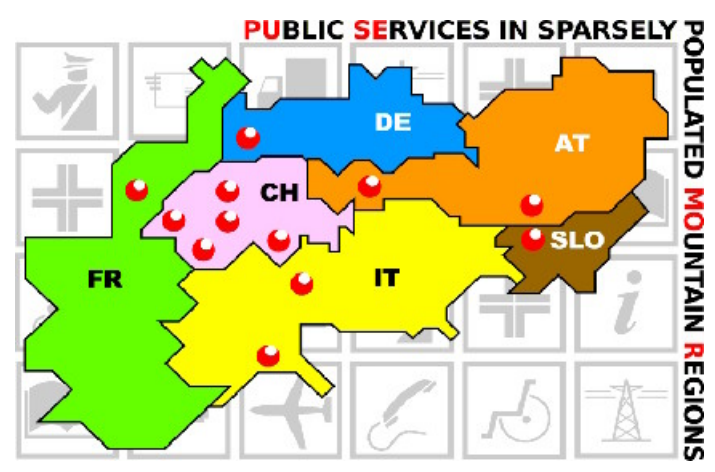 PUBLIC SERVICES IN SPARSELY
POPULATED MOUNTAIN REGIONS
DE
AT
CH
SLO
FR
IT
i